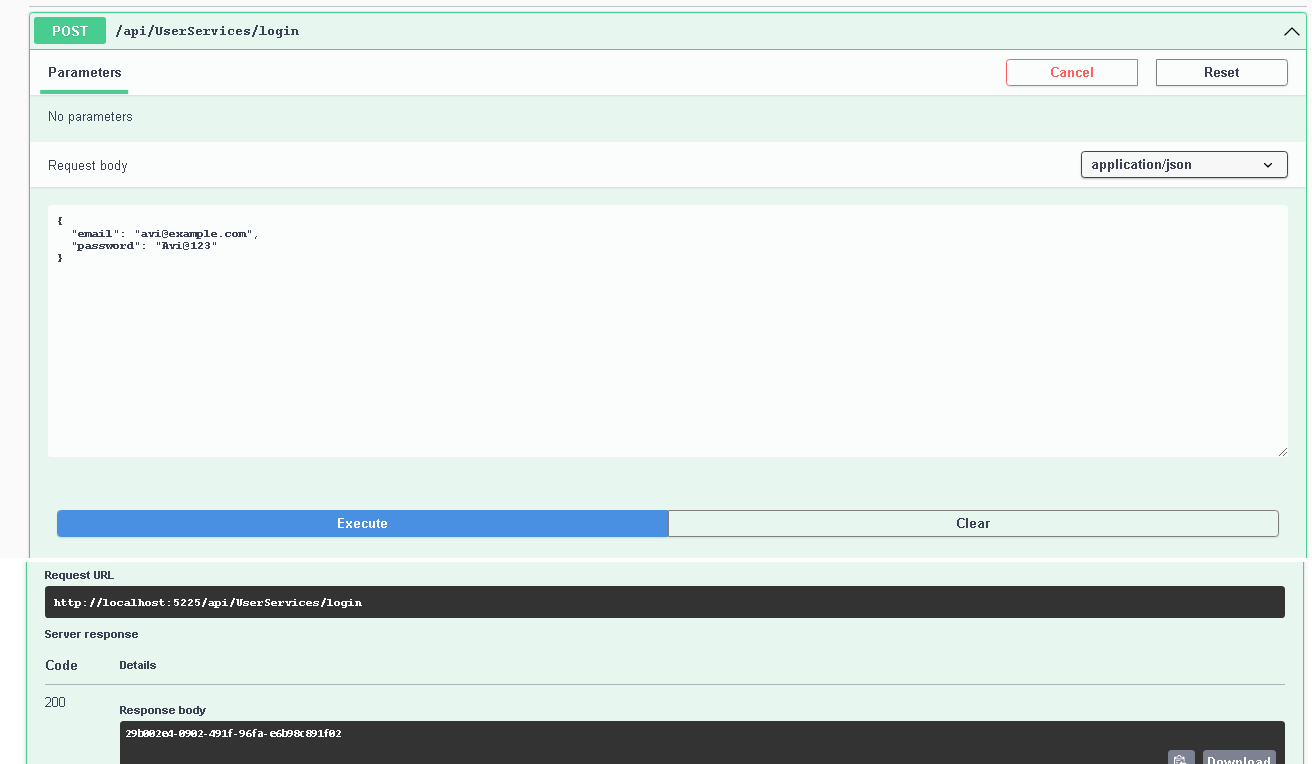 POST /api/UserServices/login
Parameters
Cancel
Reset
No parameters
Request body
application/json
{
"email": "avi@example.com",
"password": "Avi@123"
}
Execute
Clear
Request URL
http://localhost:5225/api/UserServices/login
Server response
Code Details
200
Response body
29b002e4-0902-491f-96fa-e6b98c891f02
Download